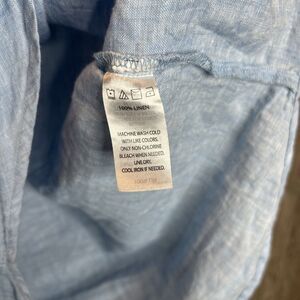 100% LINEN
MACHINE WASH COLD
WITH LIKE COLORS.
ONLY NON-CHLORINE
BLEACH WHEN NEEDED.
LINE DRY.
COOL IRON IF NEEDED.